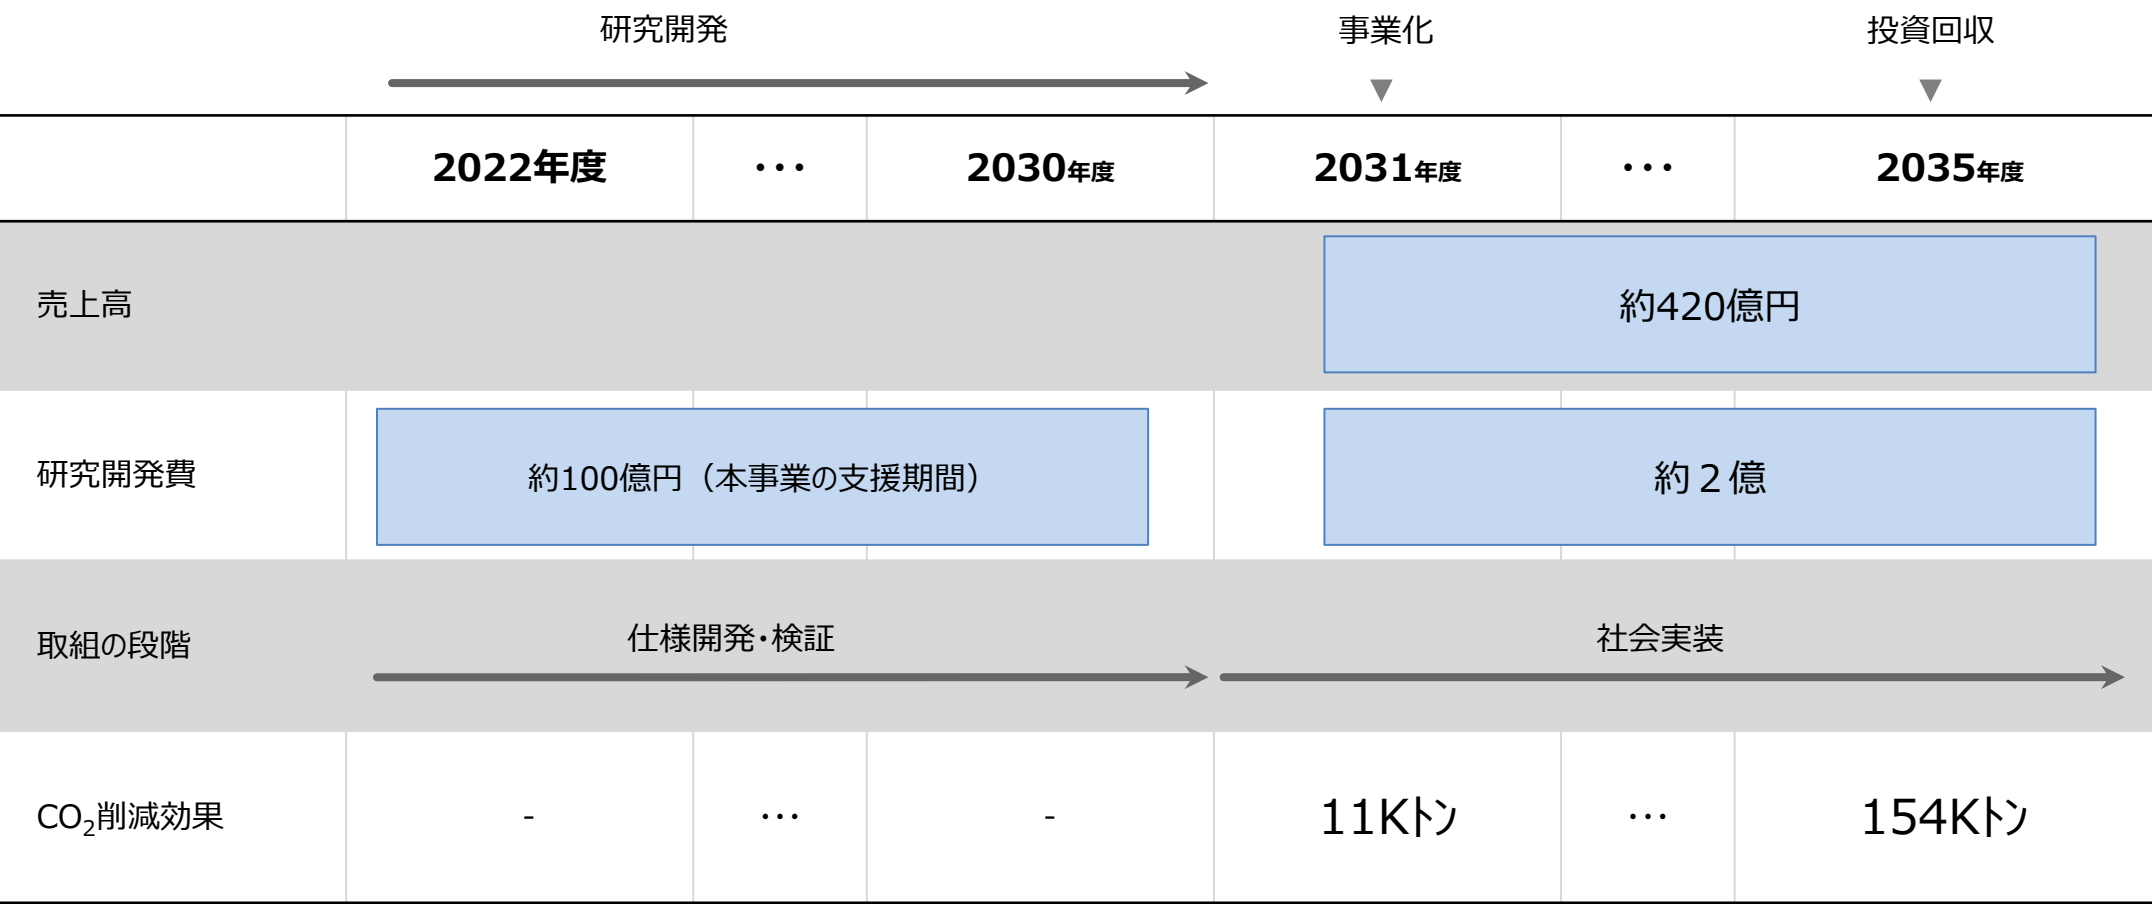 研究開発 事業化 投資回収
▼ ▼
2022年度 ・・・ 2030年度 2031年度 ・・・ 2035年度
売上高 約420億円
研究開発費 約100億円（本事業の支援期間） 約２億
取組の段階 仕様開発・検証 社会実装
CO2削減効果 - ・・・ - 11Kトン ・・・ 154Kトン